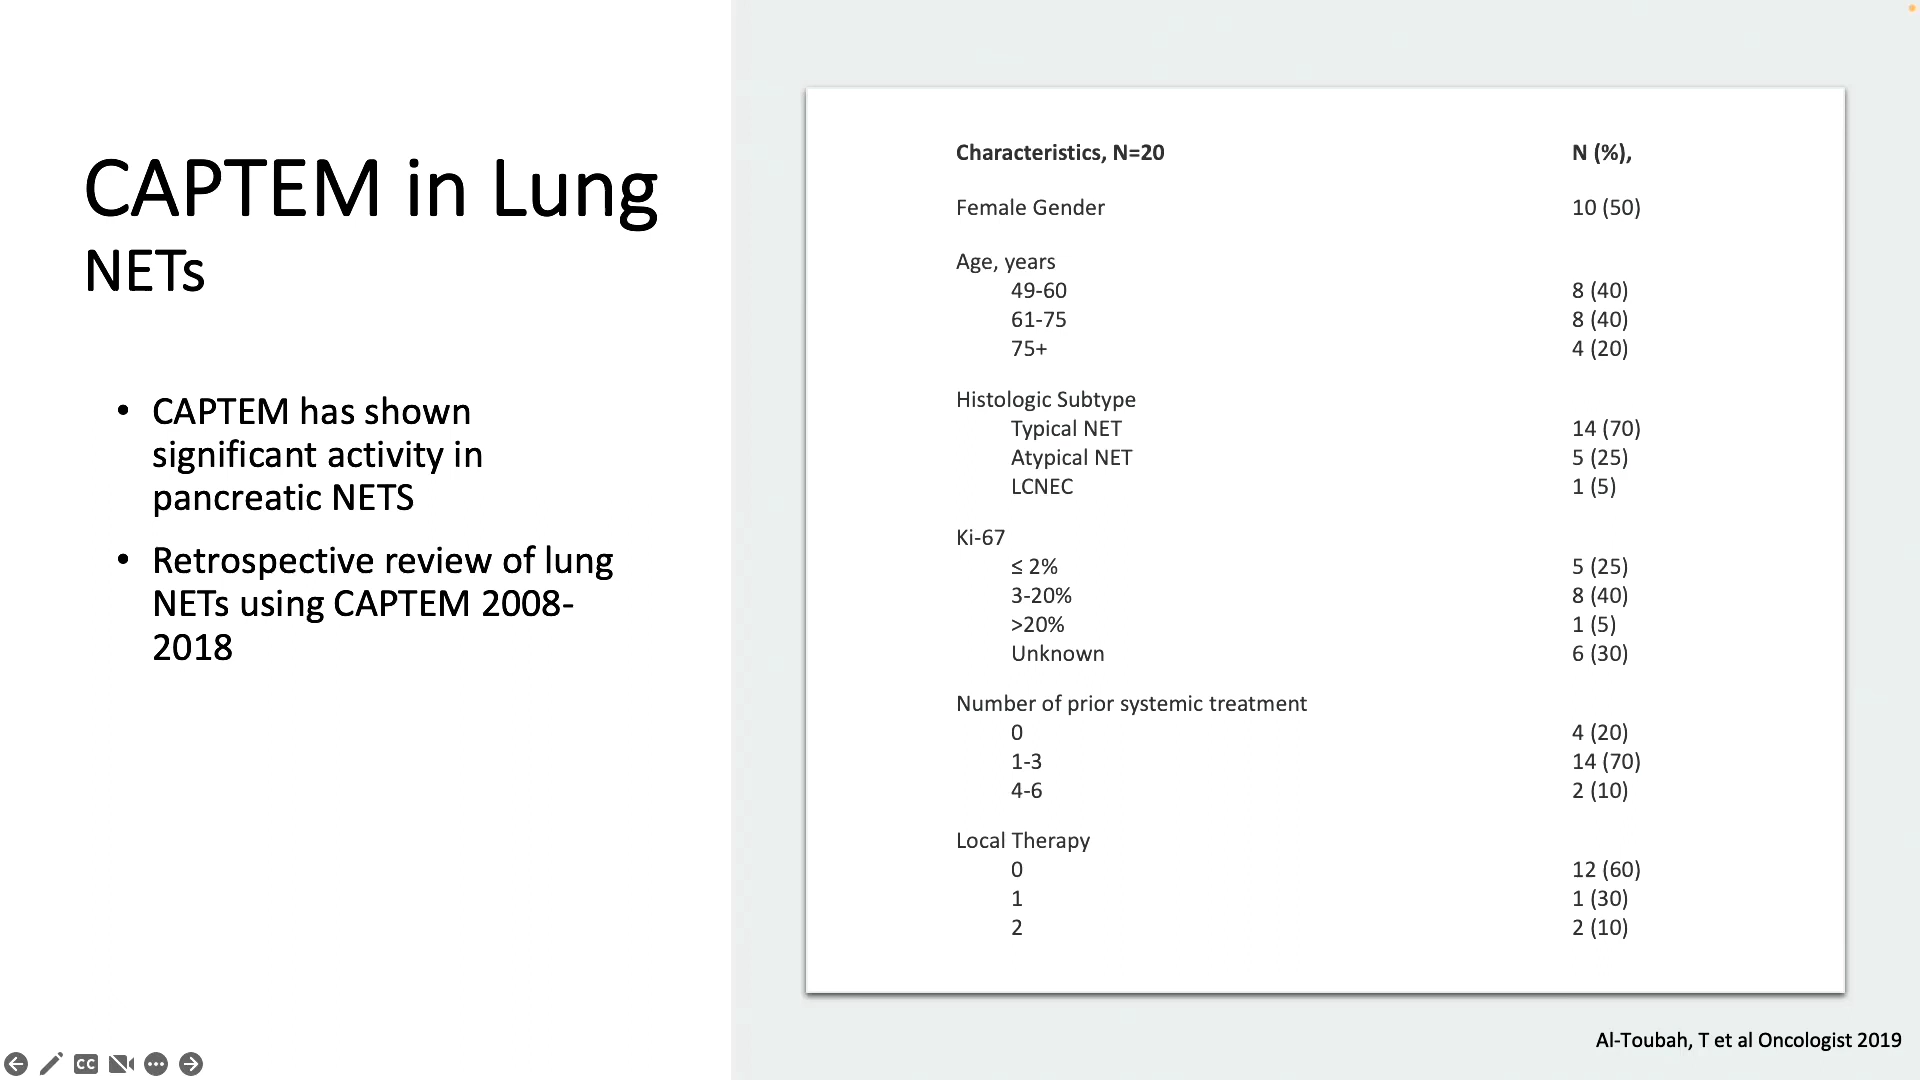 CAPTEM in Lung
NETs
• CAPTEM has shown
significant activity in
pancreatic NETS
• Retrospective review of lung
NETs using CAPTEM 2008-
2018
Characteristics, N=20 N (%),
Female Gender 10 (50)
Age, years
49-60 8 (40)
61-75 8 (40)
75+ 4 (20)
Histologic Subtype
Typical NET 14 (70)
Atypical NET 5 (25)
LCNEC 1 (5)
Ki-67
≤ 2% 5 (25)
3-20% 8 (40)
>20% 1 (5)
Unknown 6 (30)
Number of prior systemic treatment
0 4 (20)
1-3 14 (70)
4-6 2 (10)
Local Therapy
0 12 (60)
1 1 (30)
2 2 (10)
Al-Toubah, T et al Oncologist 2019
CC